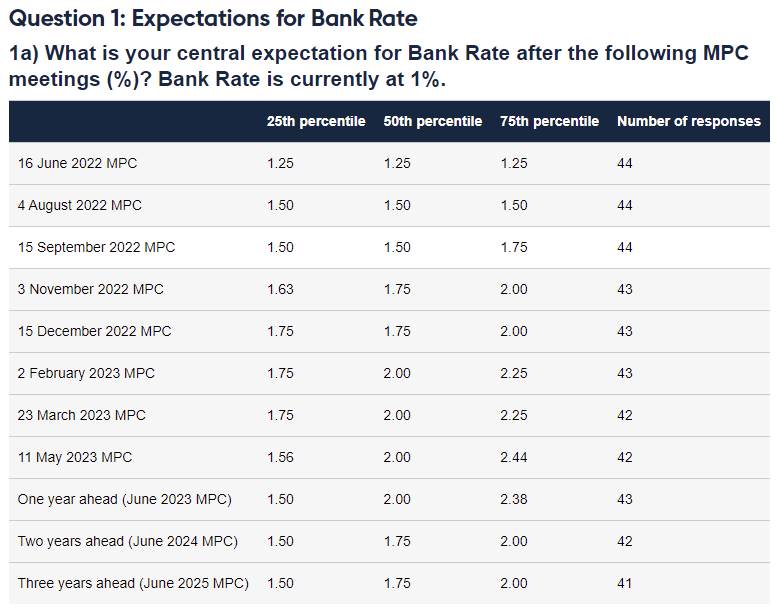 Question 1: Expectations for Bank Rate
1a) What is your central expectation for Bank Rate after the following MPC
meetings (%)? Bank Rate is currently at 1%.
25th percentile 50th percentile 75th percentile Number of responses
16 June 2022 MPC 1.25 1.25 1.25 44
4 August 2022 MPC 1.50 1.50 1.50 44
15 September 2022 MPC 1.50 1.50 1.75 44
3 November 2022 MPC 1.63 1.75 2.00 43
15 December 2022 MPC 1.75 1.75 2.00 43
2 February 2023 MPC 1.75 2.00 2.25 43
23 March 2023 MPC 1.75 2.00 2.25 42
11 May 2023 MPC 1.56 2.00 2.44 42
One year ahead (June 2023 MPC) 1.50 2.00 2.38 43
Two years ahead (June 2024 MPC) 1.50 1.75 2.00 42
Three years ahead (June 2025 MPC) 1.50 1.75 2.00 41